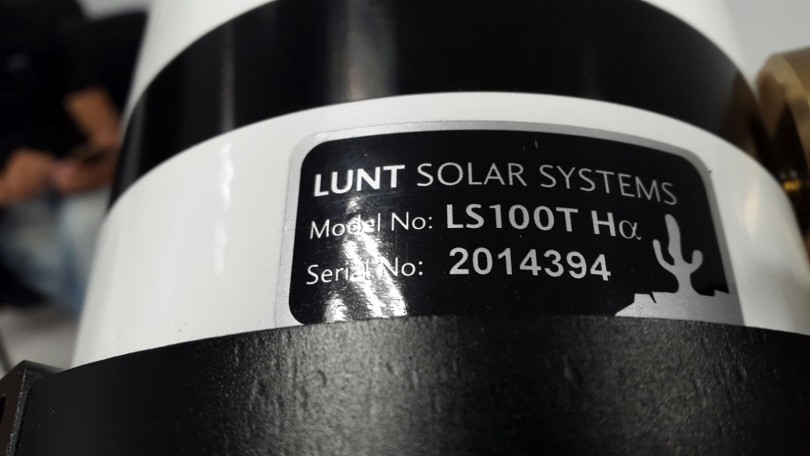 LUNT SOLAR SYSTEMS
Model No: LS100T Hα
Serial No: 2014394